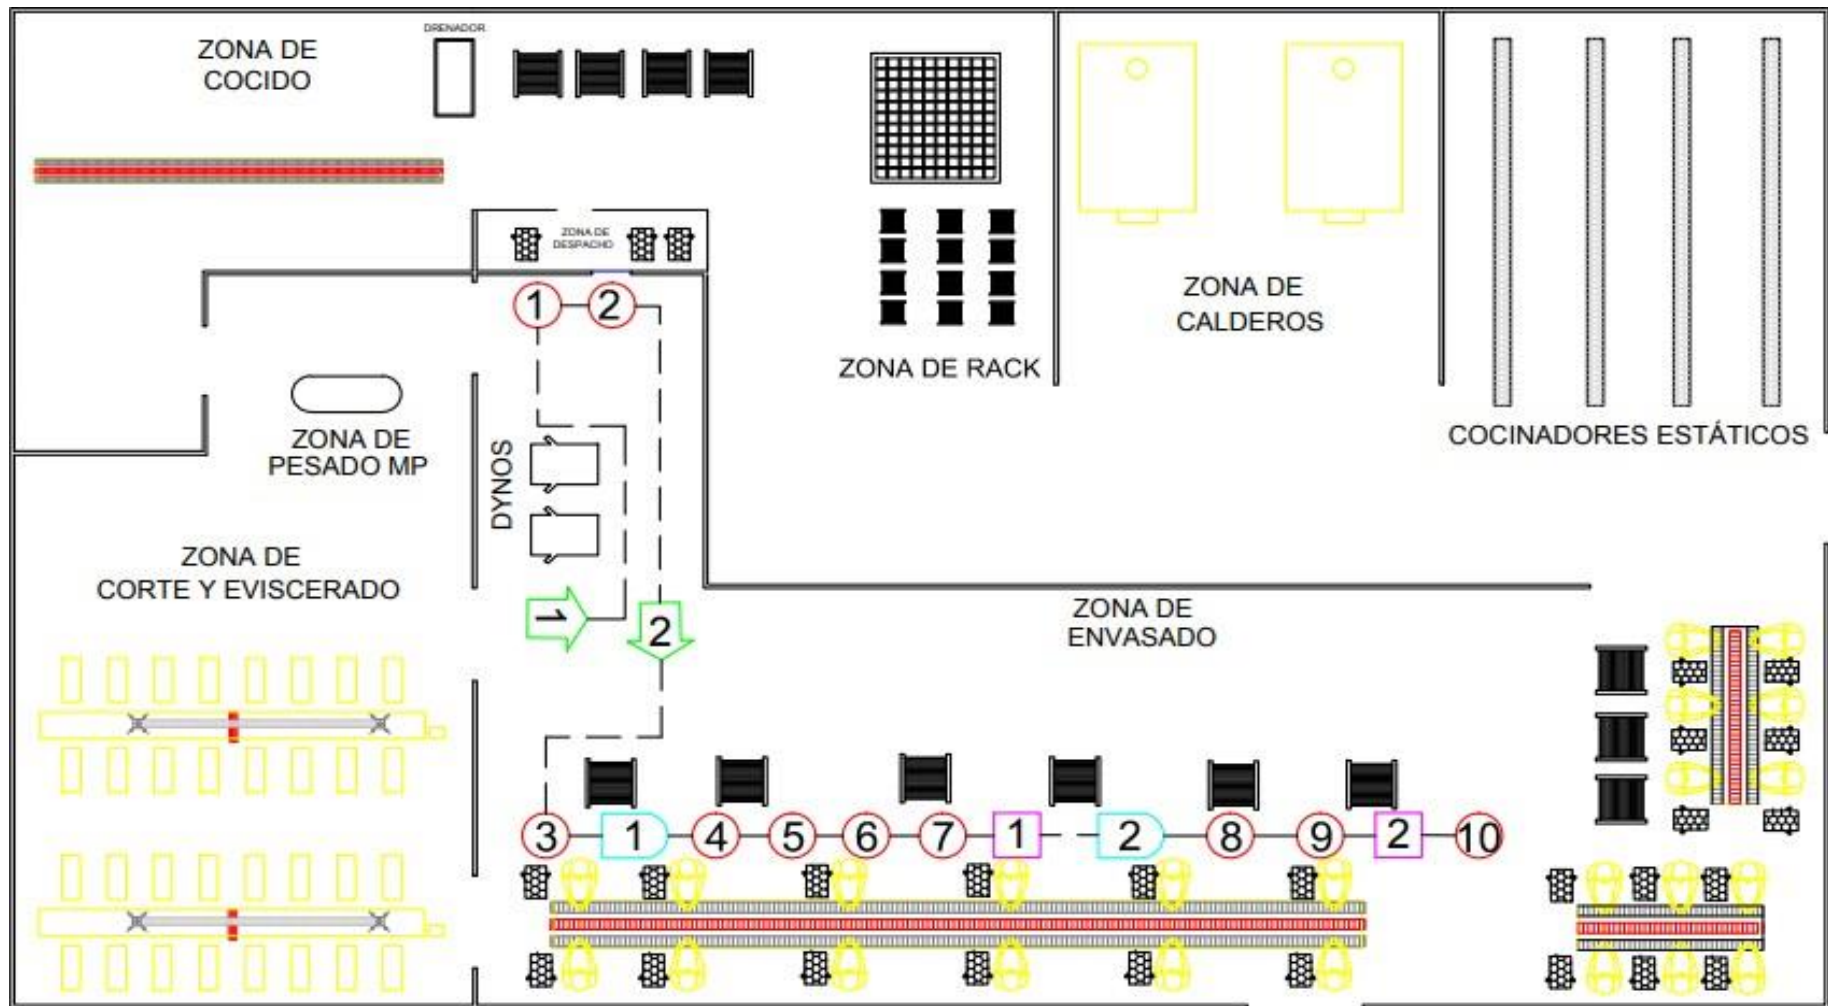 DRENADOR
ZONA DE
COCIDO
ZONA DE
DESPACHO
1
2
ZONA DE
CALDEROS
ZONA DE RACK
COCINADORES ESTÁTICOS
ZONA DE
PESADO MP
DYNOS
ZONA DE
CORTE Y EVISCERADO
1
2
ZONA DE
ENVASADO
3
1
4
5
6
7
1
2
8
9
2
10